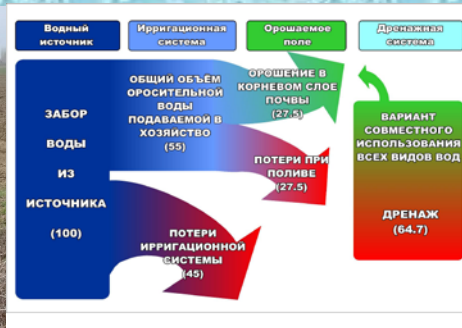 Водный
источник
Ирригационная
система
Орошаемое
поле
Дренажная
система
ЗАБОР
ВОДЫ
ИЗ
ИСТОЧНИКА
(100)
ОБЩИЙ ОБЪЁМ
ОРОСИТЕЛЬНОЙ
ВОДЫ
ПОДАВАЕМОЙ В
ХОЗЯЙСТВО
(55)
ОРОШЕНИЕ В
КОРНЕВОМ СЛОЕ
ПОЧВЫ
(27.5)
ПОТЕРИ ПРИ
ПОЛИВЕ
(27.5)
ПОТЕРИ
ИРРИГАЦИОННОЙ
СИСТЕМЫ
(45)
ВАРИАНТ
СОВМЕСТНОГО
ИСПОЛЬЗОВАНИЯ
ВСЕХ ВИДОВ ВОД
ДРЕНАЖ
(64.7)